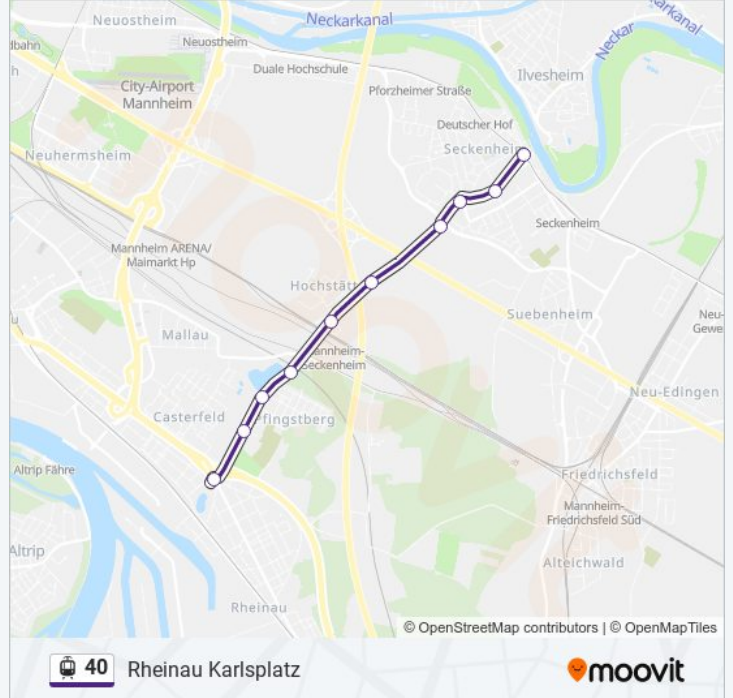 Neckarkanal
Neuostheim
Neckarkanal
Neckar
Neuostheim
Duale Hochschule
Ilvesheim
City-Airport
Mannheim
Pforzheimer Straße
Deutscher Hof
Neuhermsheim
Seckenheim
Seckenheim
Mannheim ARENA/
Maimarkt Hp
Hochstätt
Suebenheim
Mallau
Mannheim-
Seckenheim
Neu-Edingen
Casterfeld
Pfingstberg
Altrip Fähre
Friedrichsfeld
Mannheim-
Friedrichsfeld Süd
Altrip
Alteichwald
Rheinau
© OpenStreetMap contributors | © OpenMapTiles
40 Rheinau Karlsplatz
moovit